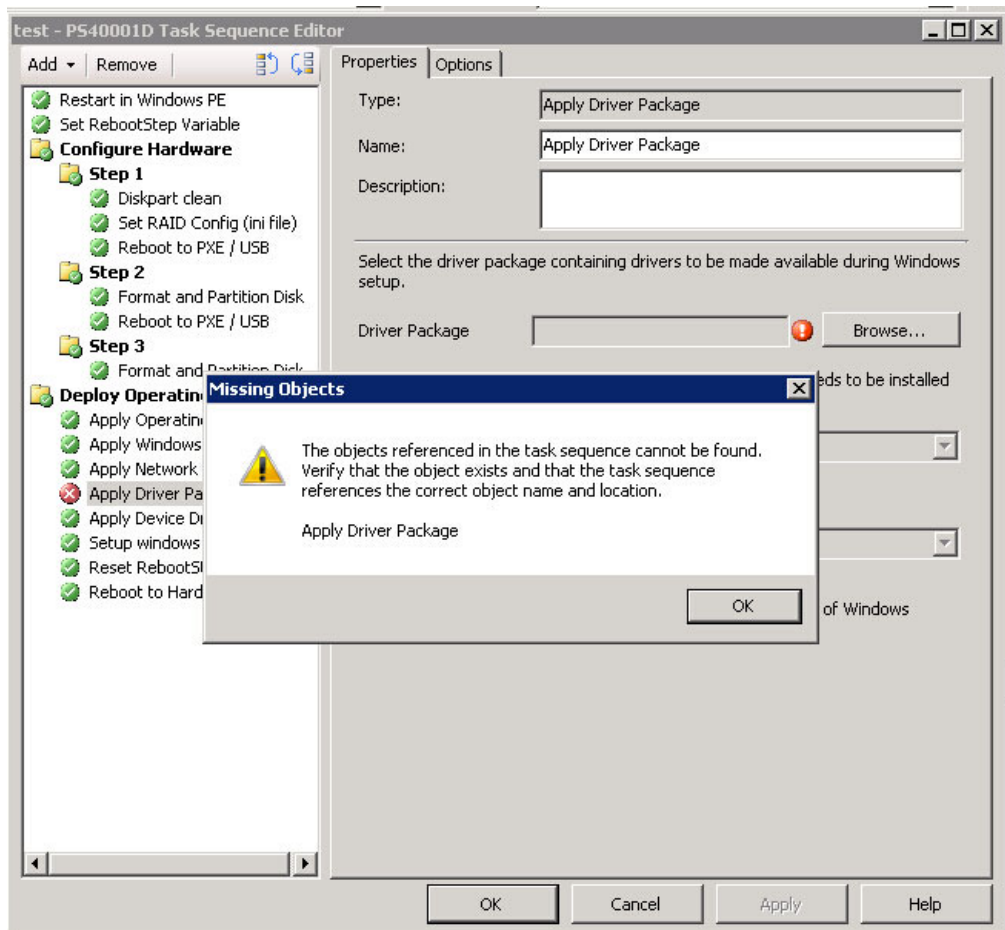 test - PS40001D Task Sequence Editor
Add Remove
Properties Options
Restart in Windows PE
Set RebootStep Variable
Configure Hardware
Step 1
Diskpart clean
Set RAID Config (ini file)
Reboot to PXE / USB
Step 2
Format and Partition Disk
Reboot to PXE / USB
Step 3
Format and Partition Disk
Deploy Operatin
Apply Operatin
Apply Windows
Apply Network
Apply Driver Pa
Apply Device Dr
Setup windows
Reset RebootSt
Reboot to Hard
Type: Apply Driver Package
Name: Apply Driver Package
Description:
Select the driver package containing drivers to be made available during Windows
setup.
Driver Package Browse...
eds to be installed
of Windows
Missing Objects
The objects referenced in the task sequence cannot be found.
Verify that the object exists and that the task sequence
references the correct object name and location.
Apply Driver Package
OK
OK Cancel Apply Help